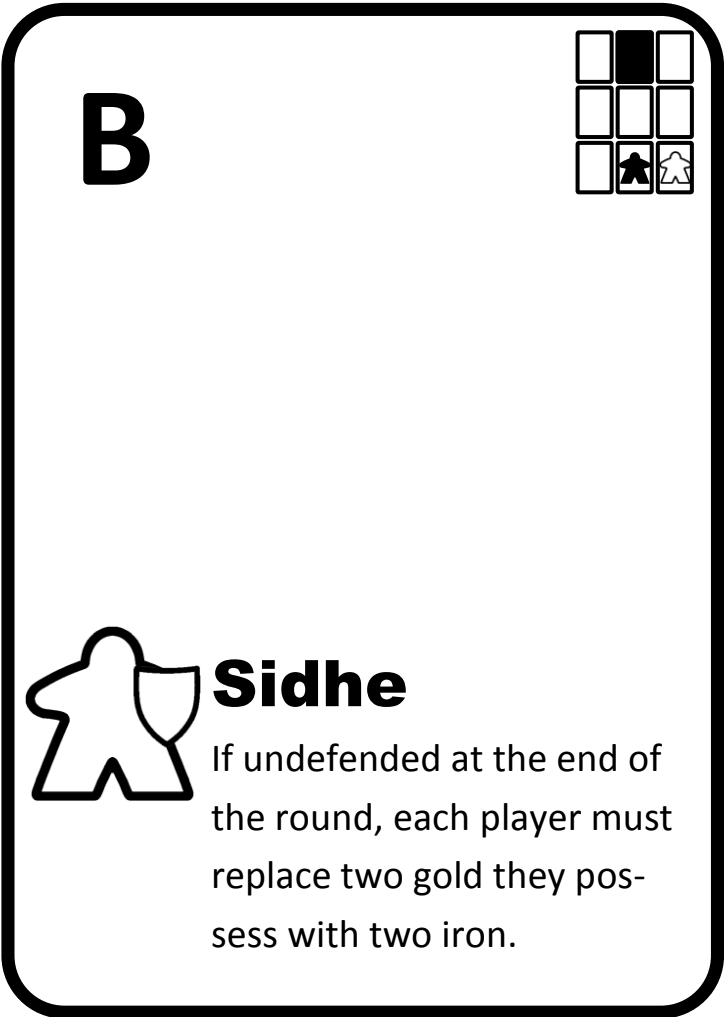 B
Sidhe
If undefended at the end of
the round, each player must
replace two gold they pos-
sess with two iron.